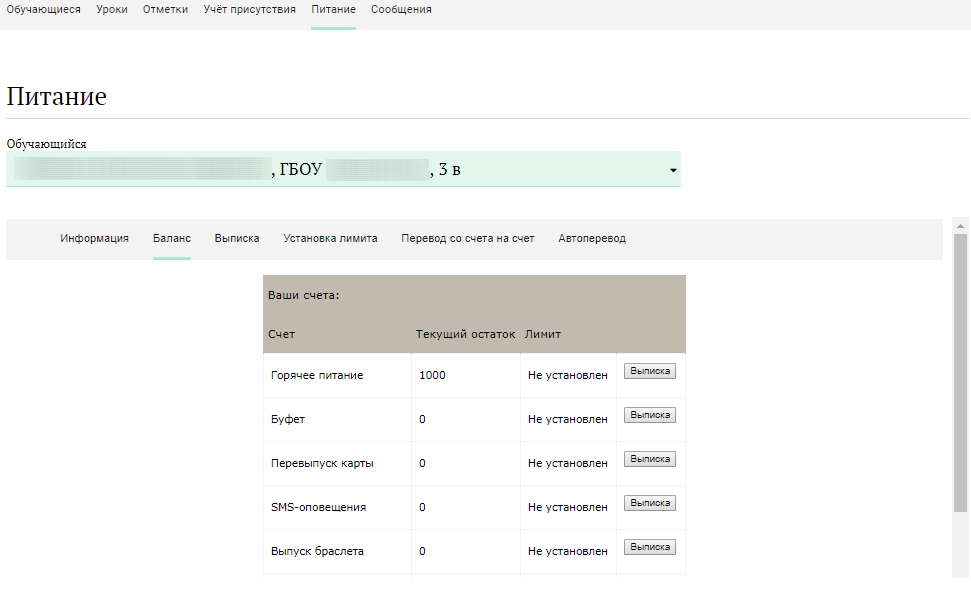 Обучающиеся Уроки Отметки Учёт присутствия Питание Сообщения
Питание
Обучающийся
, ГБОУ , 3 в
Информация Баланс Выписка Установка лимита Перевод со счета на счет Автоперевод
Ваши счета:
Счет Текущий остаток Лимит
Горячее питание 1000 Не установлен Выписка
Буфет 0 Не установлен Выписка
Перевыпуск карты 0 Не установлен Выписка
SMS-оповещения 0 Не установлен Выписка
Выпуск браслета 0 Не установлен Выписка